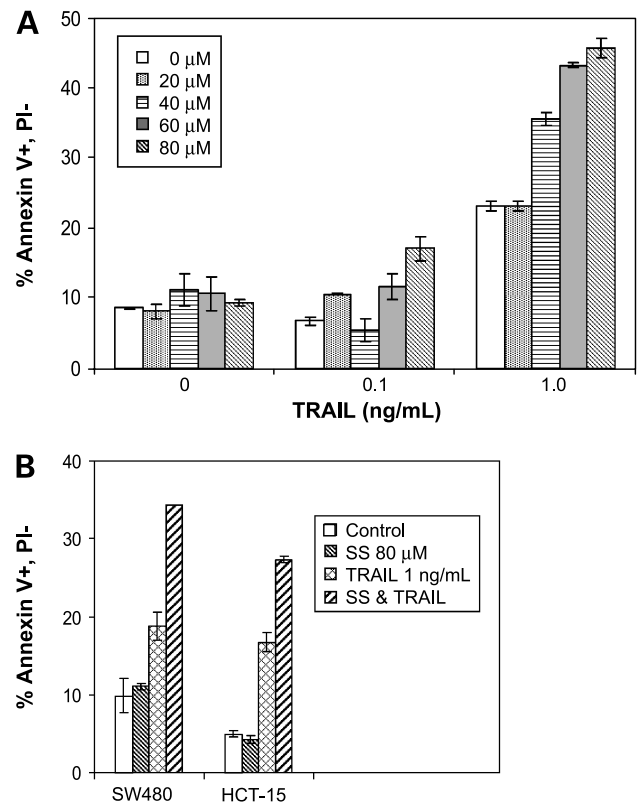 A
50
40
30
20
10
0
% Annexin V+, PI-
0 µM
20 µM
40 µM
60 µM
80 µM
0 0.1 1.0
TRAIL (ng/mL)
B
40
30
20
10
0
% Annexin V+, PI-
Control
SS 80 µM
TRAIL 1 ng/mL
SS & TRAIL
SW480 HCT-15